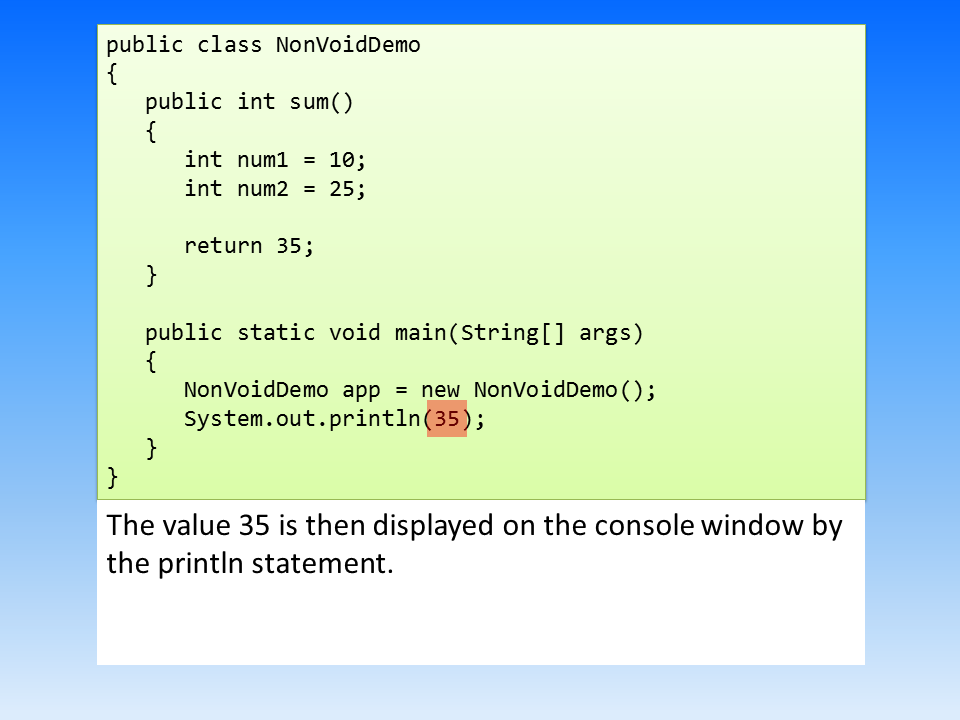 public class NonVoidDemo
{
   public int sum()
   {
      int num1 = 10;
      int num2 = 25;

      return 35;
   }

   public static void main(String[] args)
   {
      NonVoidDemo app = new NonVoidDemo();
      System.out.println(35);
   }
}
The value 35 is then displayed on the console window by
the println statement.